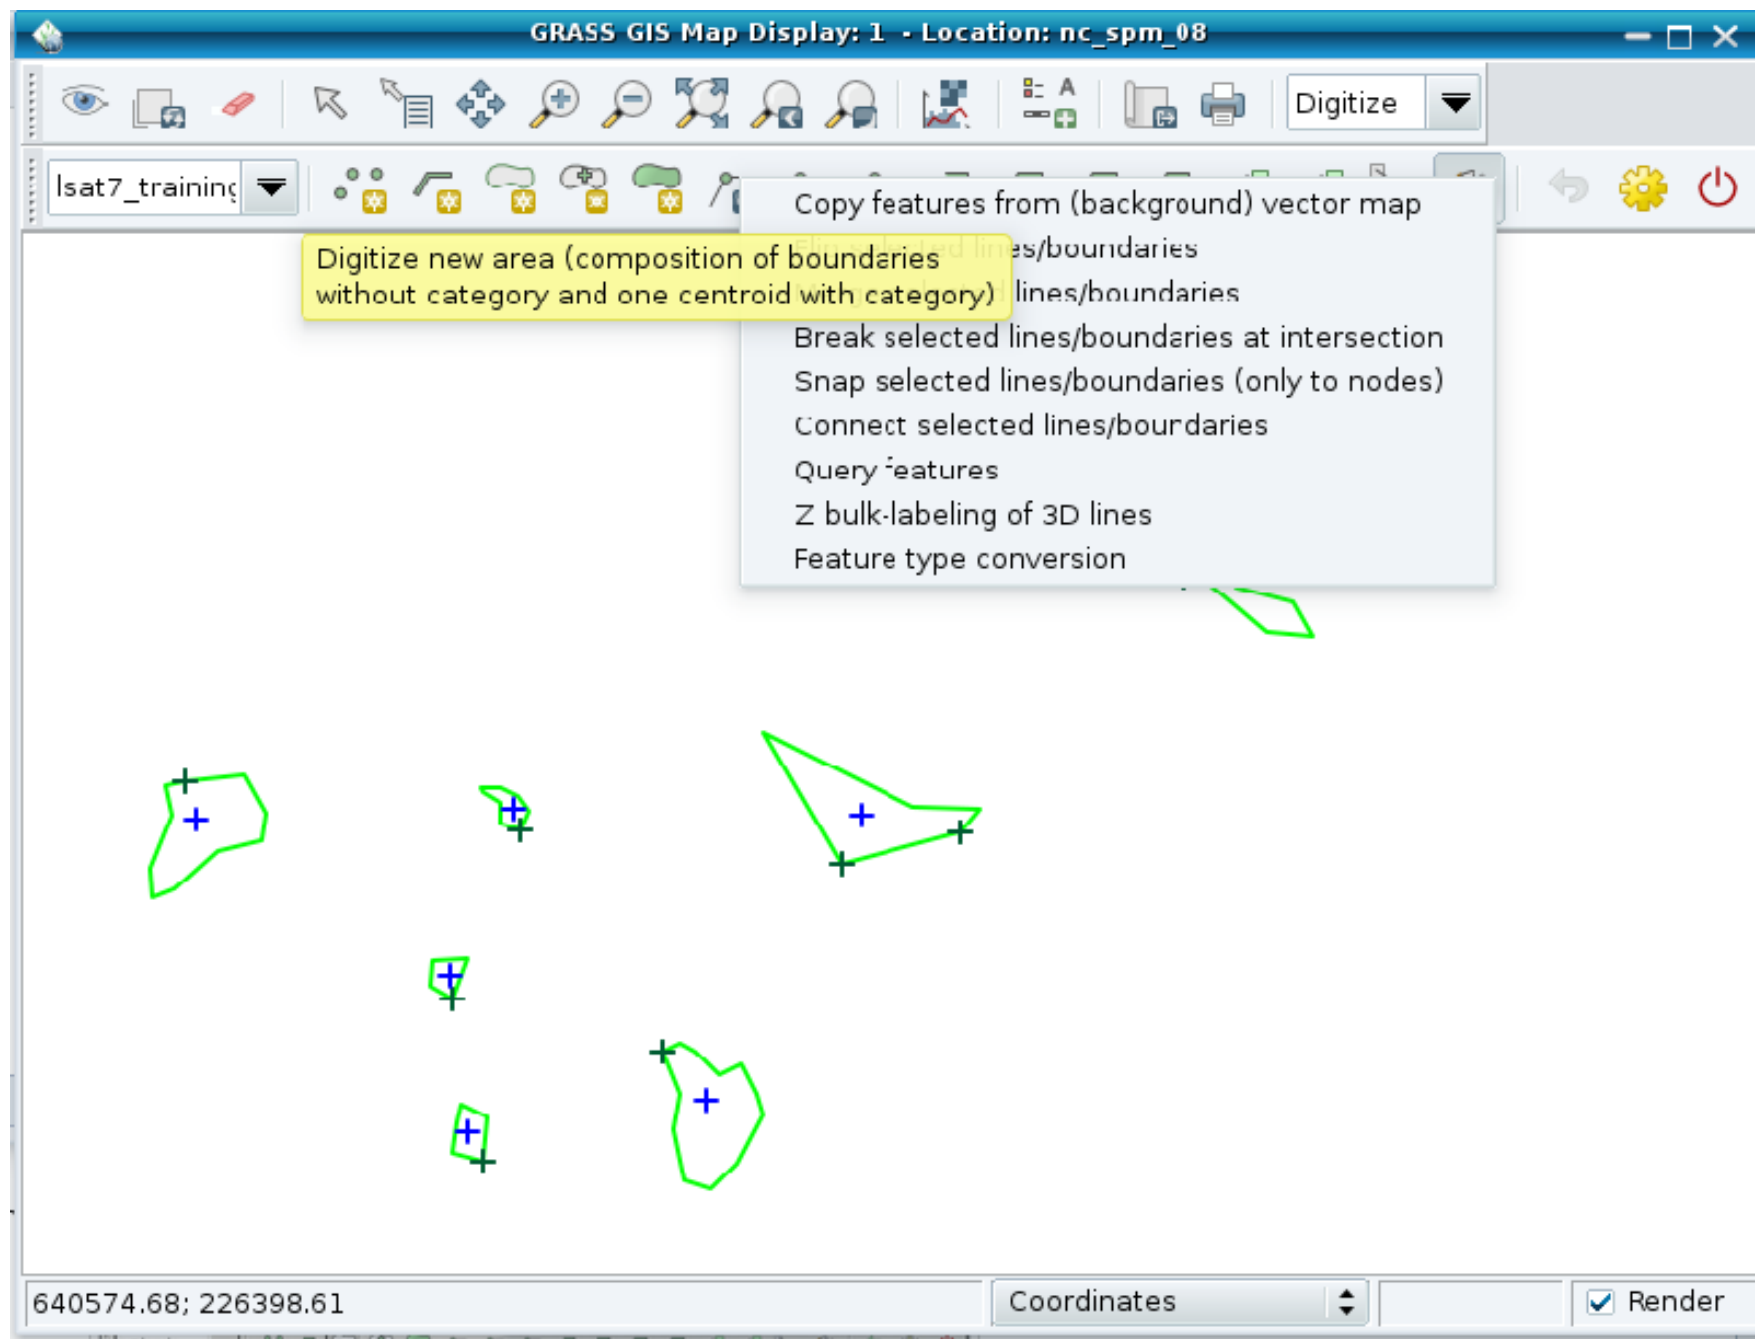 GRASS GIS Map Display: 1 - Location: nc_spm_08
Digitize
lsat7_training
Copy features from (background) vector map
Digitize new area (composition of boundaries
without category and one centroid with category)
Flip selected lines/boundaries
lines/boundaries
Break selected lines/boundaries at intersection
Snap selected lines/boundaries (only to nodes)
Connect selected lines/boundaries
Query features
Z bulk-labeling of 3D lines
Feature type conversion
640574.68; 226398.61
Coordinates
Render